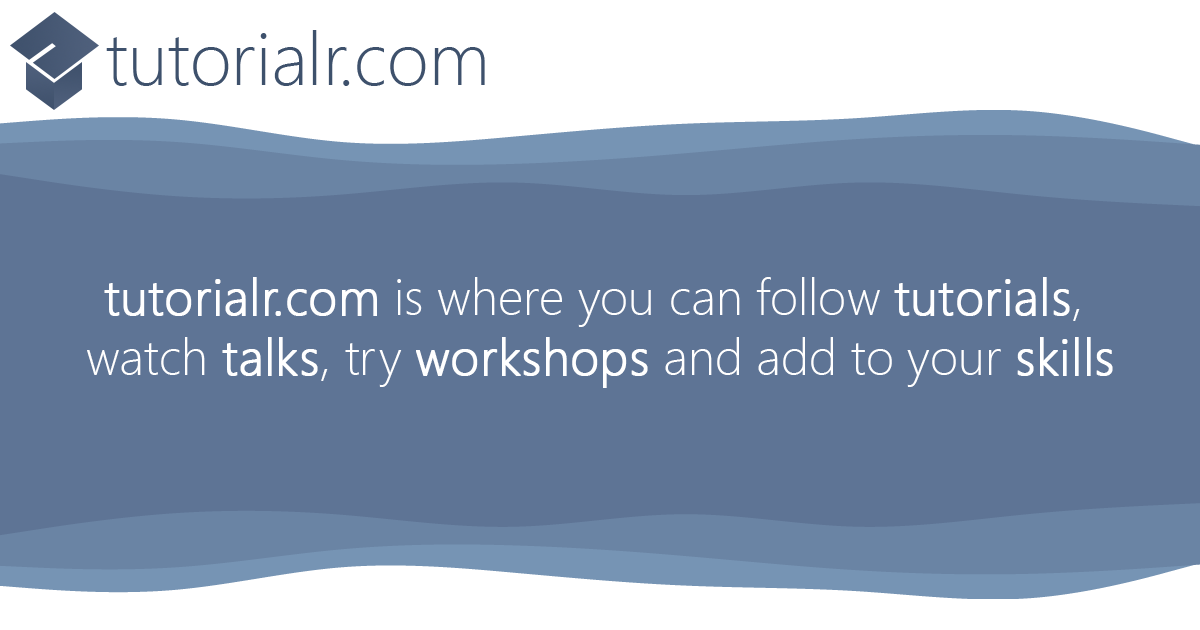 tutorialr.com
tutorialr.com is where you can follow tutorials,
watch talks, try workshops and add to your skills